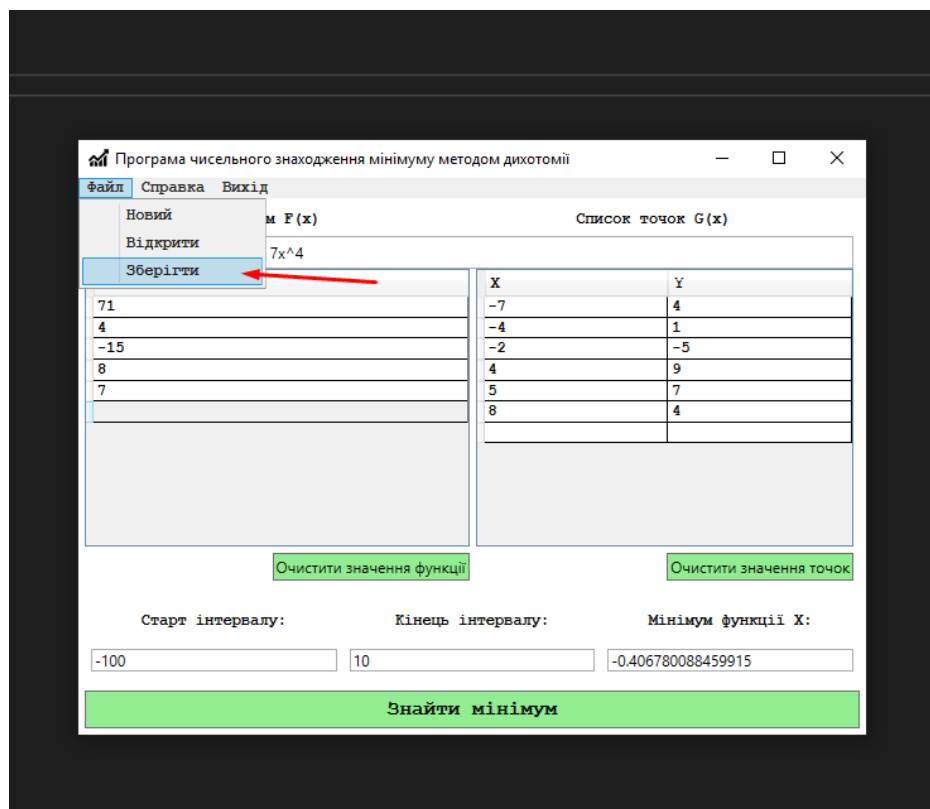 Програма чисельного знаходження мінімуму методом дихотомії
Файл Справка Вихід
Новий
Відкрити
Зберігти
м F(x) Список точок G(x)
7x^4
X Y
71 -7 4
4 -4 1
-15 -2 -5
8 4 9
7 5 7
8 4
Очистити значення функції Очистити значення точок
Старт інтервалу: Кінець інтервалу: Мінімум функції X:
-100 10 -0.406780088459915
Знайти мінімум